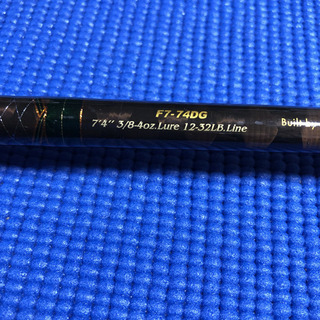 F7-74DG
7'4" 3/8-4oz.Lure 12-32LB.Line
Built by